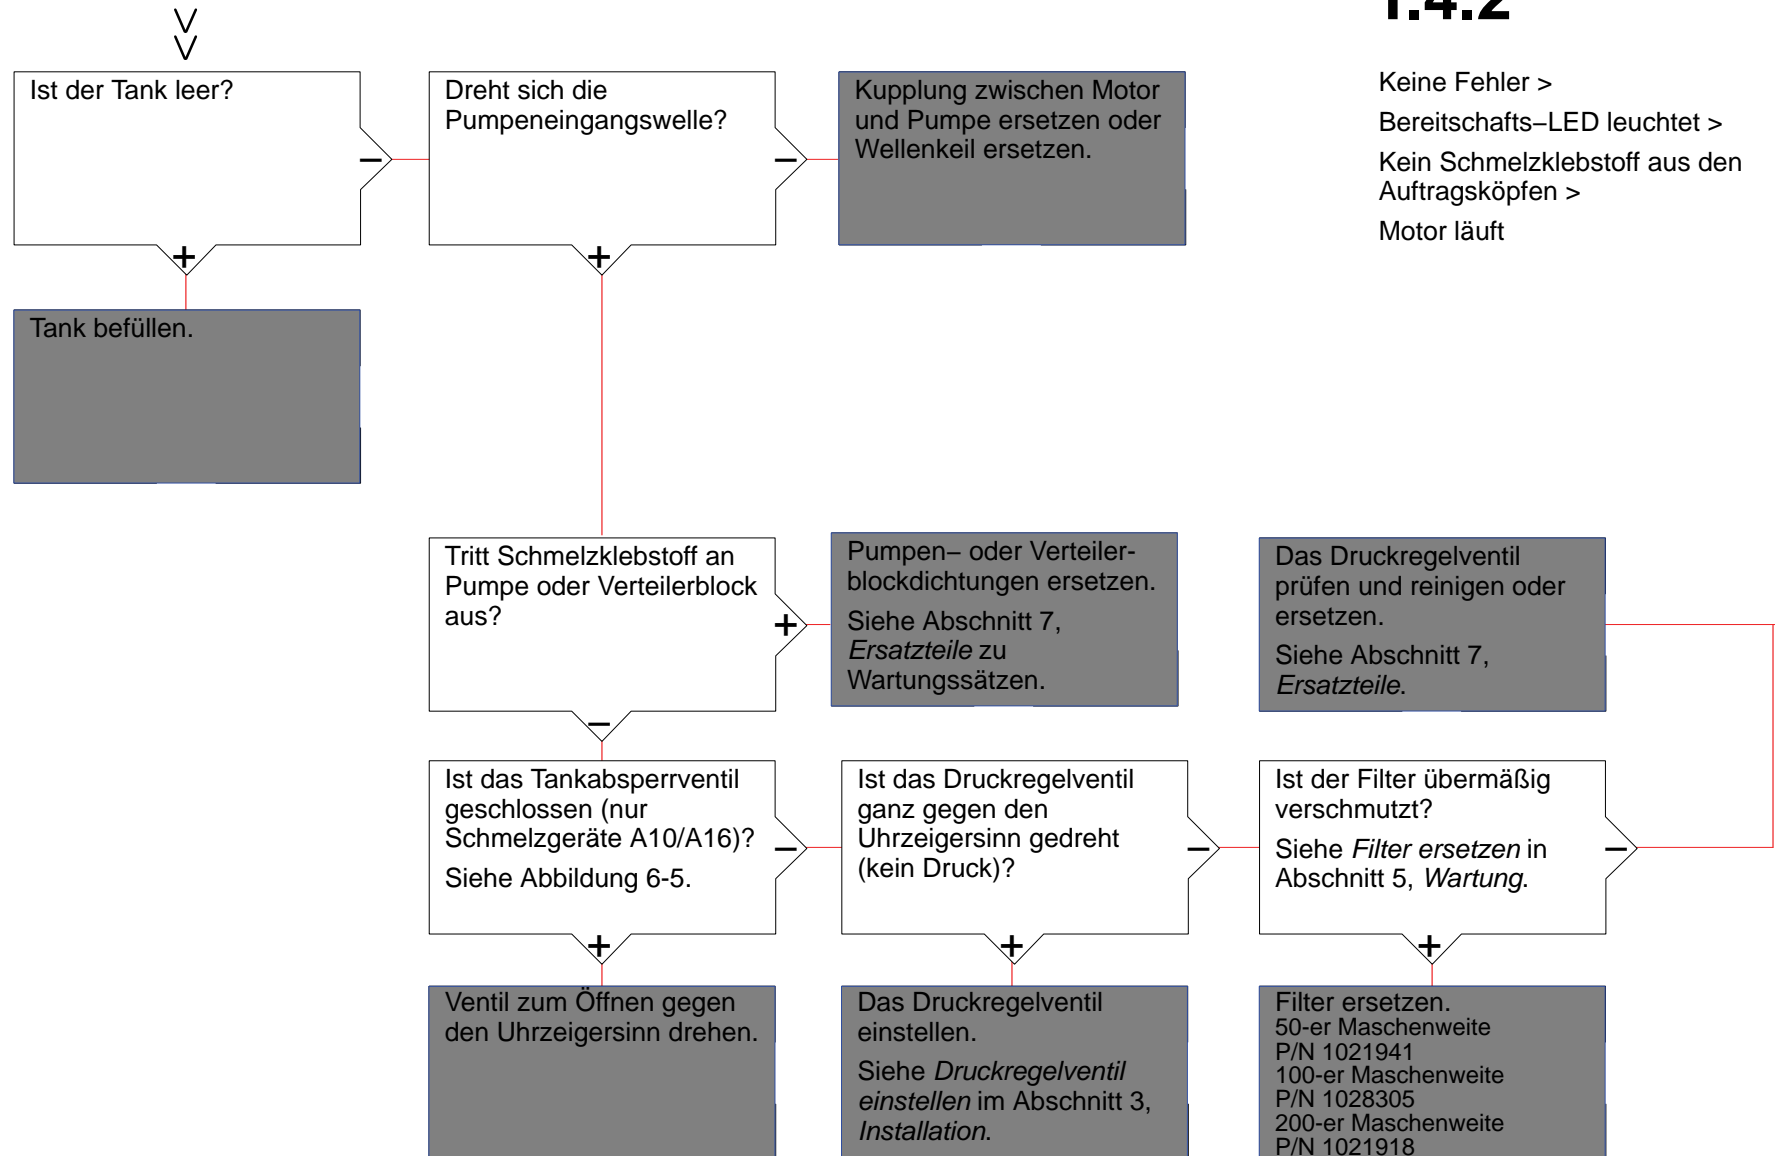 T.4.2
Keine Fehler >
Bereitschafts–LED leuchtet >
Kein Schmelzklebstoff aus den
Auftragsköpfen >
Motor läuft
Ist der Tank leer?
–
+
Dreht sich die
Pumpeneingangswelle?
–
+
Kupplung zwischen Motor
und Pumpe ersetzen oder
Wellenkeil ersetzen.
Tank befüllen.
Tritt Schmelzklebstoff an
Pumpe oder Verteilerblock
aus?
+
–
Pumpen– oder Verteiler-
blockdichtungen ersetzen.
Siehe Abschnitt 7,
Ersatzteile zu
Wartungssätzen.
Das Druckregelventil
prüfen und reinigen oder
ersetzen.
Siehe Abschnitt 7,
Ersatzteile.
Ist das Tankabsperrventil
geschlossen (nur
Schmelzgeräte A10/A16)?
Siehe Abbildung 6-5.
–
+
Ist das Druckregelventil
ganz gegen den
Uhrzeigersinn gedreht
(kein Druck)?
–
+
Ist der Filter übermäßig
verschmutzt?
Siehe Filter ersetzen in
Abschnitt 5, Wartung.
–
+
Ventil zum Öffnen gegen
den Uhrzeigersinn drehen.
Das Druckregelventil
einstellen.
Siehe Druckregelventil
einstellen im Abschnitt 3,
Installation.
Filter ersetzen.
50-er Maschenweite
P/N 1021941
100-er Maschenweite
P/N 1028305
200-er Maschenweite
P/N 1021918